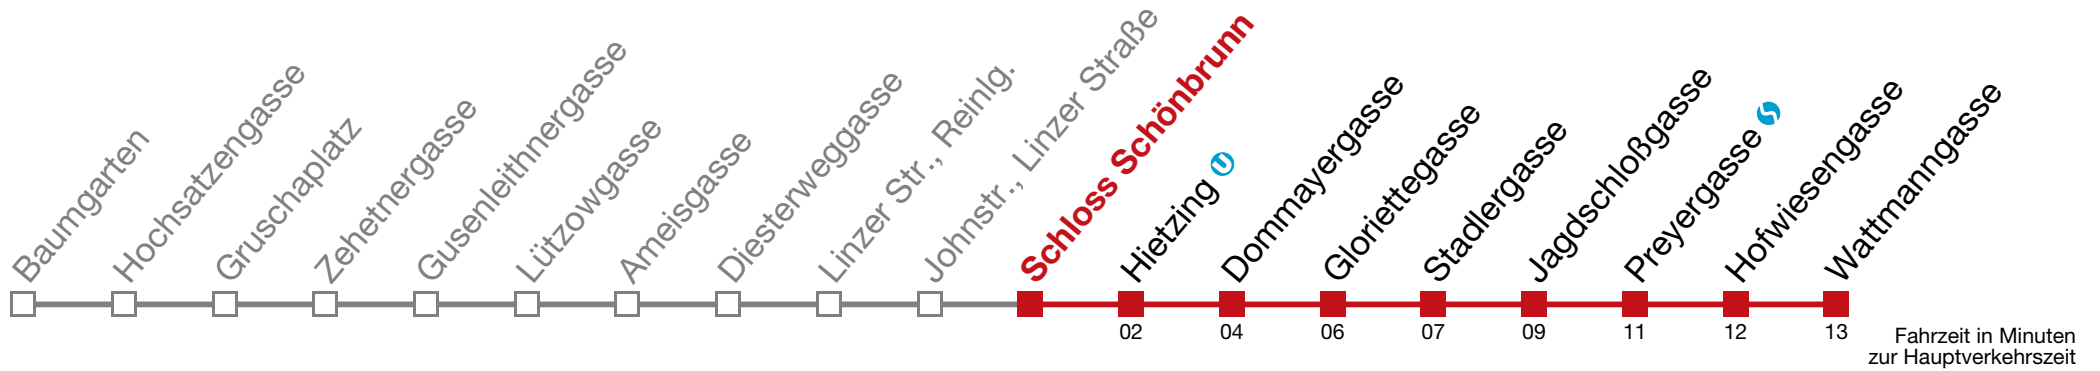 Baumgarten
Hochsatzengasse
Gruschaplatz
Zehetnergasse
Gusenleithnergasse
Lützowgasse
Ameisgasse
Diesterweggasse
Linzer Str., Reinlg.
Johnstr., Linzer Straße
Schloss Schönbrunn
Hietzing U
Dommayergasse
Gloriettegasse
Stadlergasse
Jagdschloßgasse
Preyergasse S
Hofwiesengasse
Wattmanngasse
02 04 06 07 09 11 12 13
Fahrzeit in Minuten
zur Hauptverkehrszeit